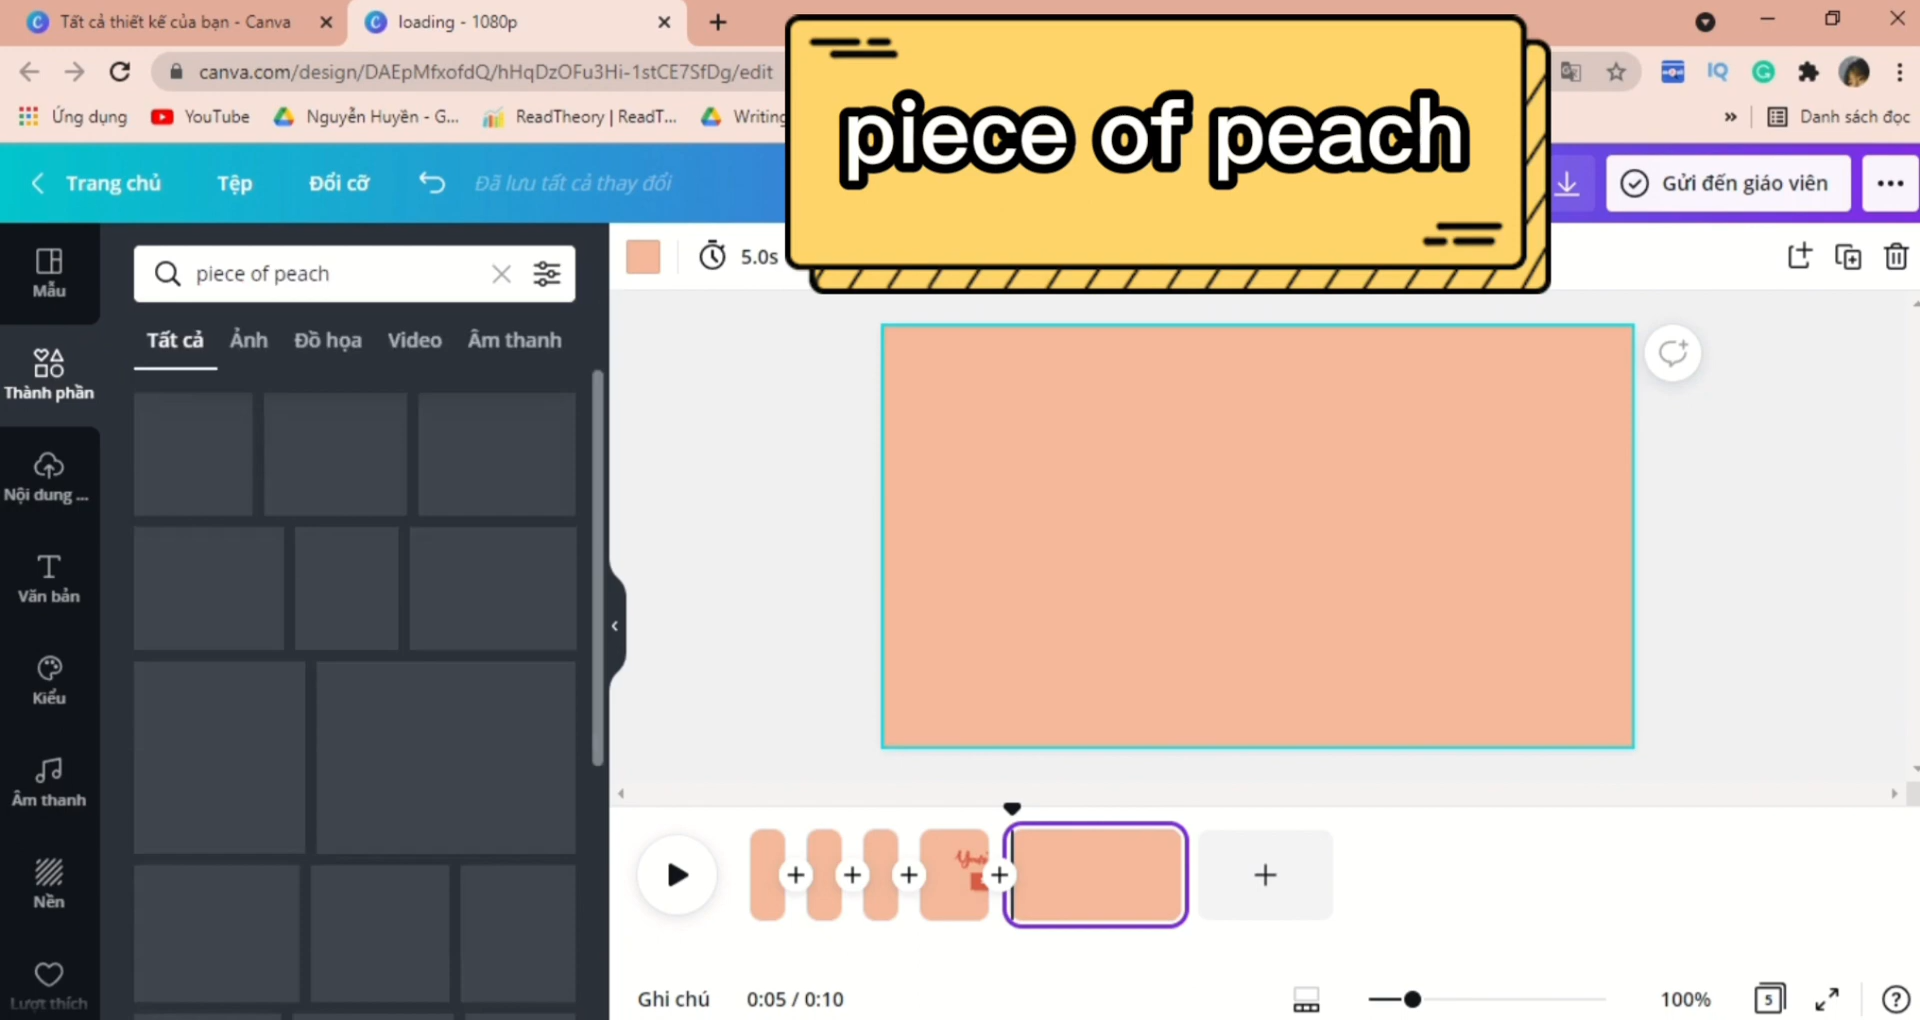 Tất cả thiết kế của bạn - Canva
loading - 1080p
canva.com/design/DAEpMfxofdQ/hHqDzOFu3Hi-1stCE7SfDg/edit
IQ
Ứng dụng
YouTube
Nguyễn Huyền - G...
ReadTheory | ReadT...
Writing
Danh sách đọc
piece of peach
Trang chủ
Tệp
Đổi cỡ
Đã lưu tất cả thay đổi
Gửi đến giáo viên
Mẫu
piece of peach
5.0s
Tất cả
Ảnh
Đồ họa
Video
Âm thanh
Thành phần
Nội dung ...
Văn bản
Kiểu
Âm thanh
Nền
Lượt thích
Ghi chú
0:05 / 0:10
100%
5